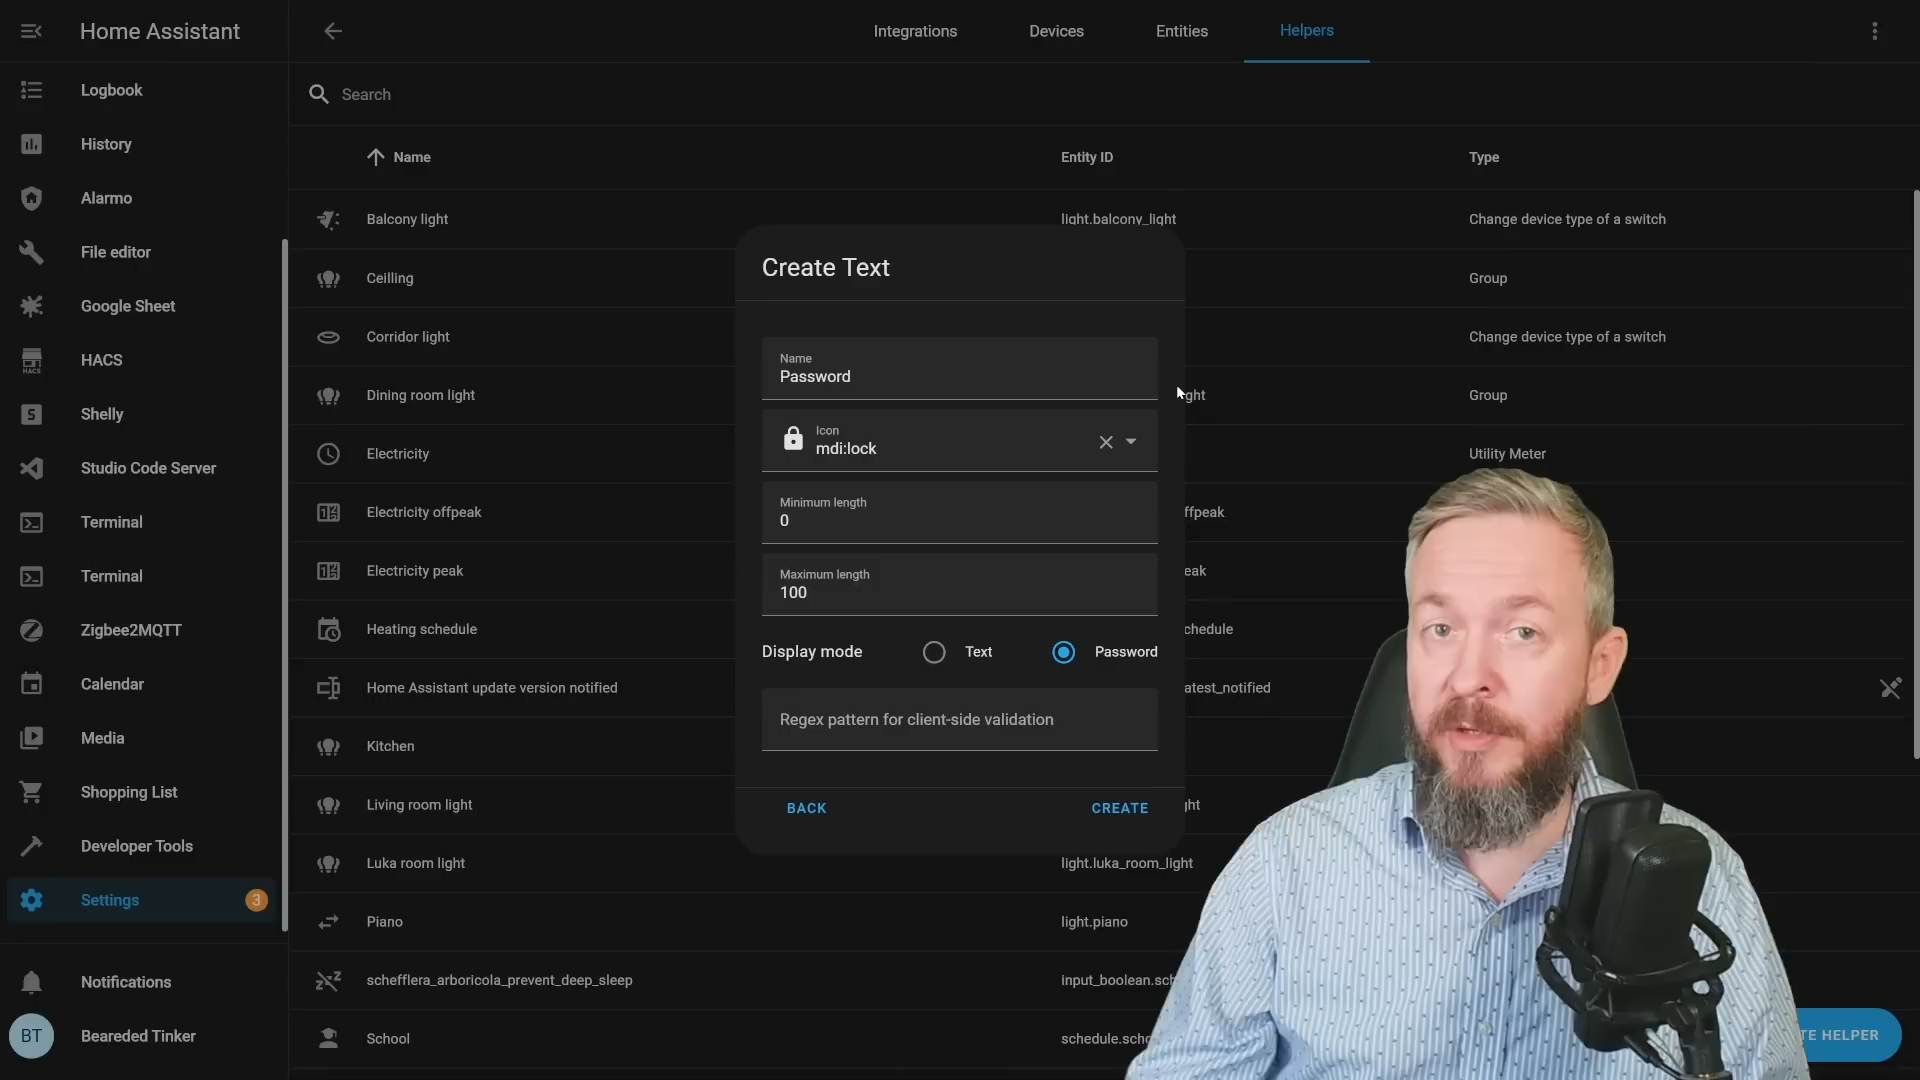 Home Assistant
Integrations
Devices
Entities
Helpers
Logbook
History
Alarmo
File editor
Google Sheet
HACS
HACS
Shelly
Studio Code Server
Terminal
Terminal
Zigbee2MQTT
Calendar
Media
Shopping List
Developer Tools
Settings
3
Notifications
BT
Bearded Tinker
Search
Name
Entity ID
Type
Balcony light
light.balcony_light
Change device type of a switch
Ceilling
Group
Corridor light
Change device type of a switch
Dining room light
ght
Group
Electricity
Utility Meter
Electricity offpeak
ffpeak
Electricity peak
eak
Heating schedule
chedule
Home Assistant update version notified
atest_notified
Kitchen
Living room light
ght
Luka room light
light.luka_room_light
Piano
light.piano
schefflera_arboricola_prevent_deep_sleep
input_boolean.sch
School
schedule.scho
Create Text
Name
Password
Icon
mdi:lock
Minimum length
0
Maximum length
100
Display mode
Text
Password
Regex pattern for client-side validation
BACK
CREATE
TE HELPER